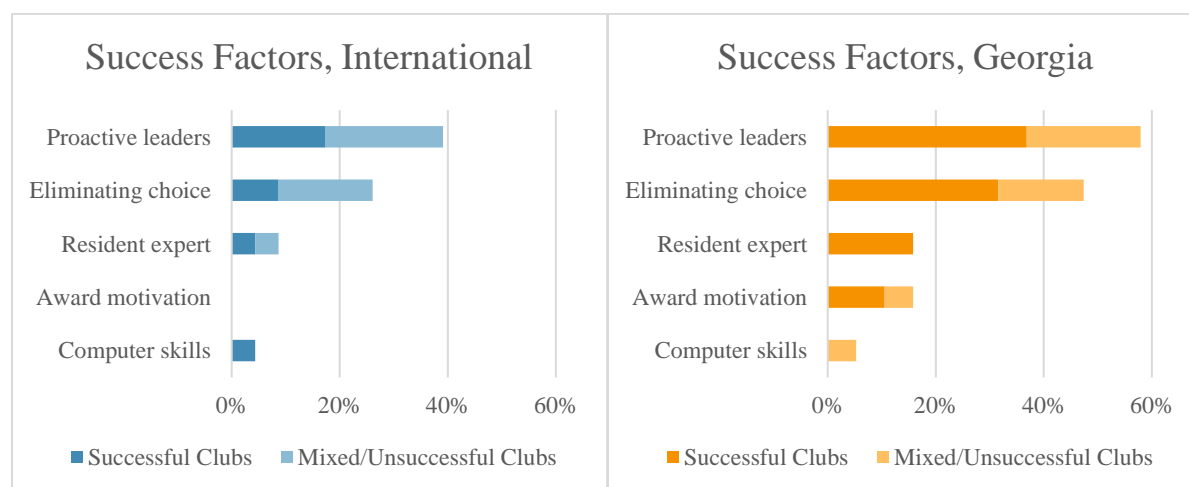 Success Factors, International
Proactive leaders
Eliminating choice
Resident expert
Award motivation
Computer skills
0% 20% 40% 60%
Successful Clubs Mixed/Unsuccessful Clubs
Success Factors, Georgia
Proactive leaders
Eliminating choice
Resident expert
Award motivation
Computer skills
0% 20% 40% 60%
Successful Clubs Mixed/Unsuccessful Clubs